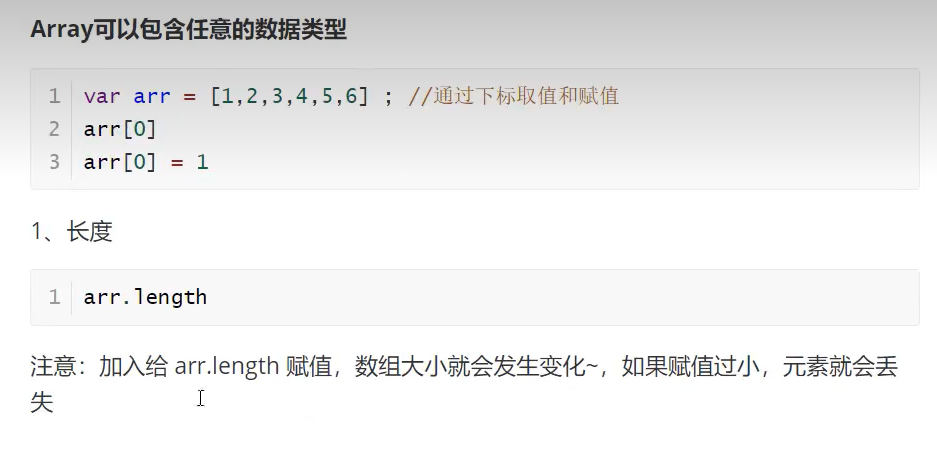 Array可以包含任意的数据类型
1 var arr = [1,2,3,4,5,6] ; //通过下标取值和赋值
2 arr[0]
3 arr[0] = 1
1、长度
1 arr.length
注意：加入给 arr.length 赋值，数组大小就会发生变化~，如果赋值过小，元素就会丢
失